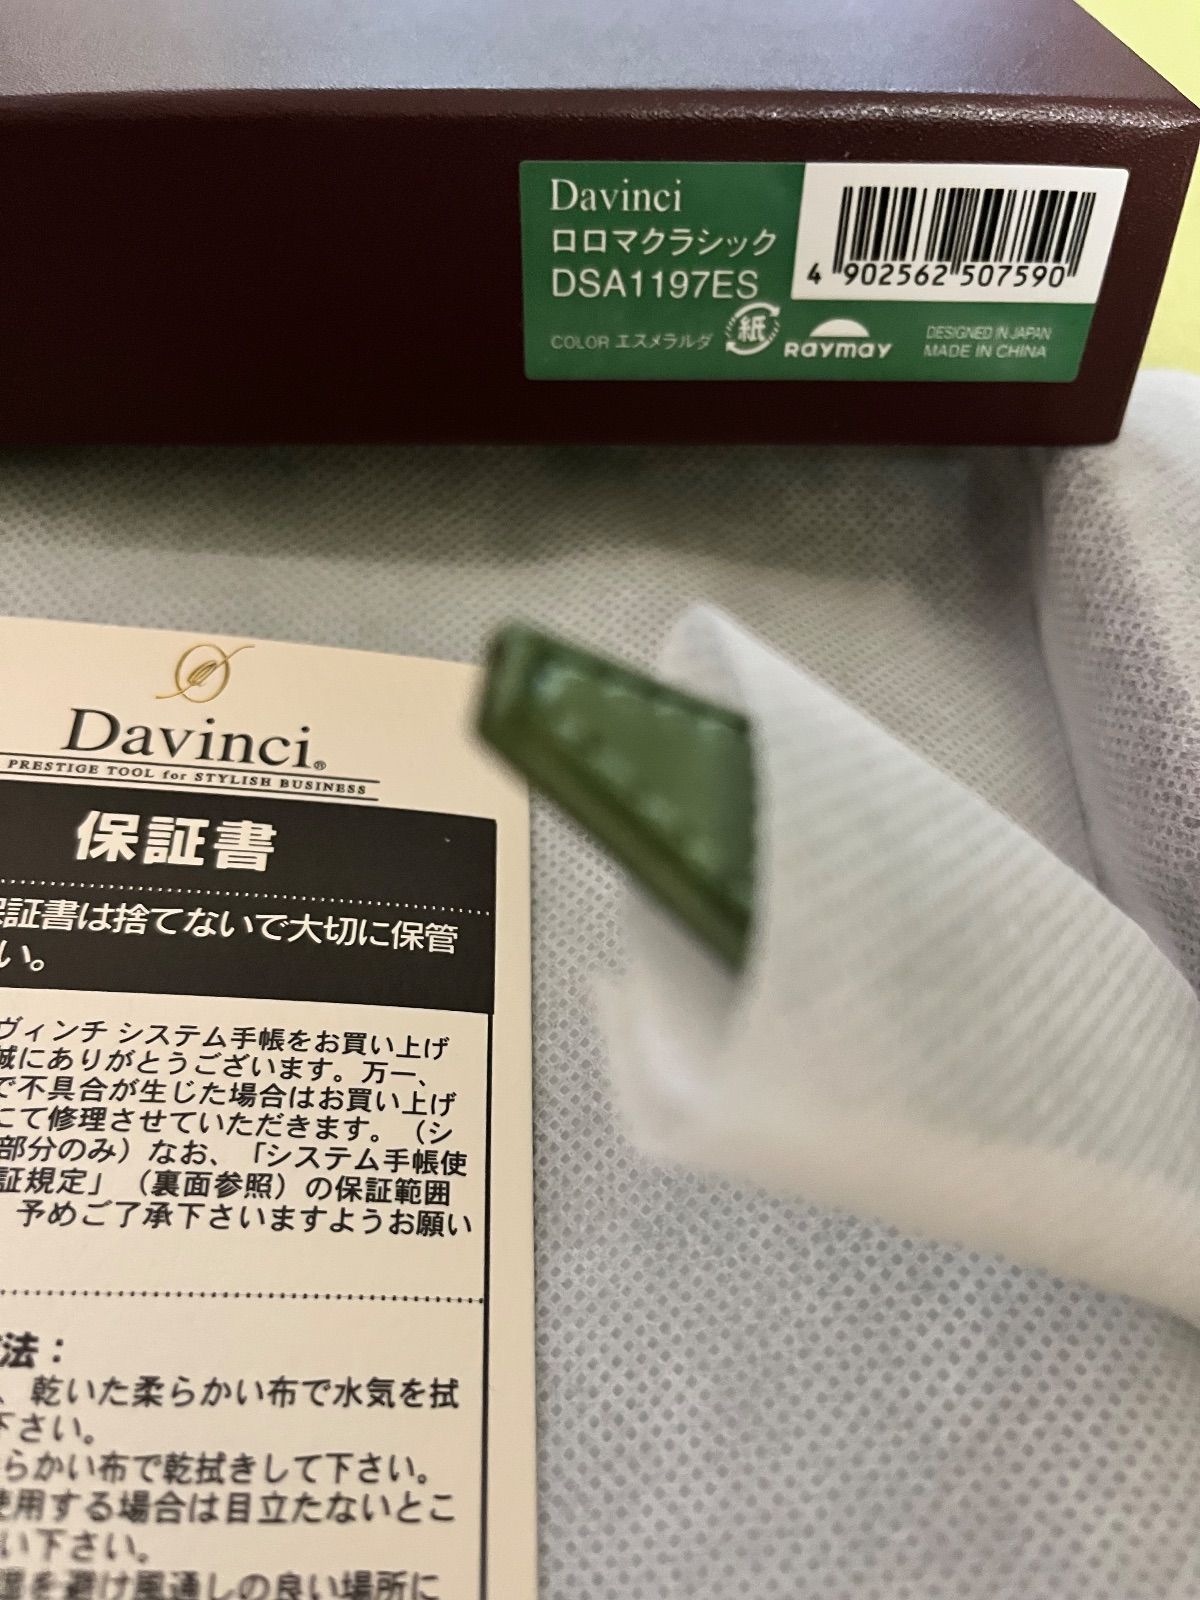 Davinci
ロロマクラシック
DSA1197ES
COLOR エスメラルダ
紙
Raymay
DESIGNED IN JAPAN
MADE IN CHINA
4 902562 507590
Davinci®
PRESTIGE TOOL for STYLISH BUSINESS
保証書
保証書は捨てないで大切に保管
い。
ヴィンチ システム手帳をお買い上げ
誠にありがとうございます。万一、
で不具合が生じた場合はお買い上げ
にて修理させていただきます。（シ
部分のみ）なお、「システム手帳使
証規定」（裏面参照）の保証範囲
予めご了承下さいますようお願い
法：
、乾いた柔らかい布で水気を拭
下さい。
らかい布で乾拭きして下さい。
使用する場合は目立たないとこ
い下さい。
を避け風通しの良い場所に